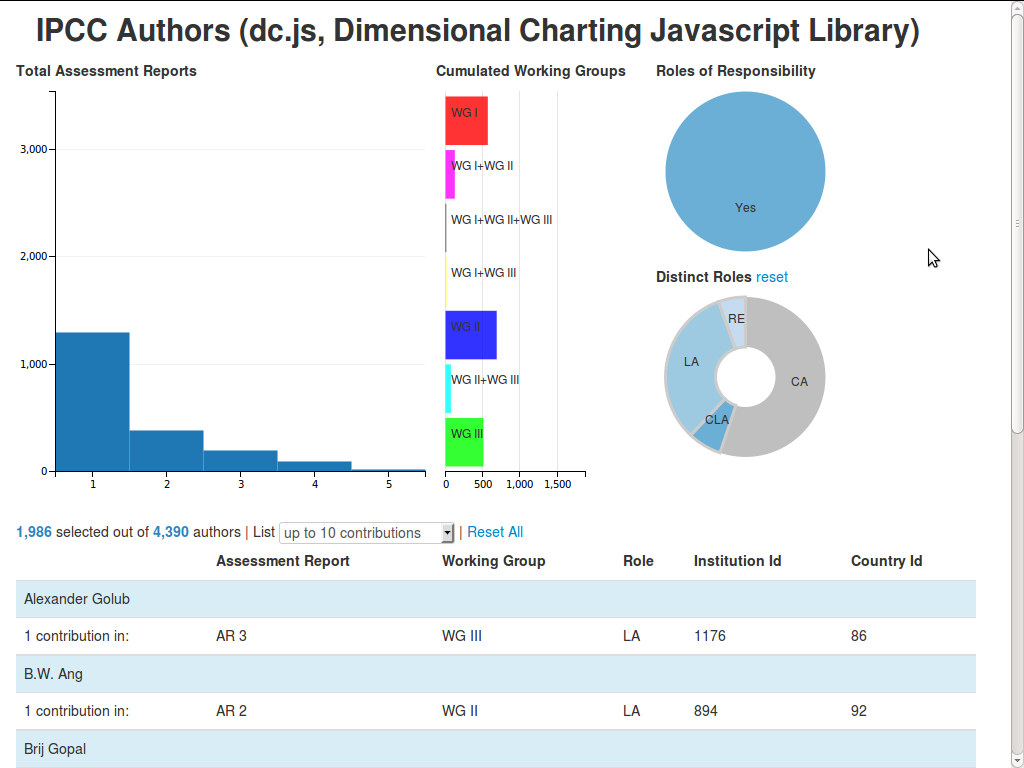 IPCC Authors (dc.js, Dimensional Charting Javascript Library)
Total Assessment Reports
3,000
2,000
1,000
0
1 2 3 4 5
Cumulated Working Groups
WG I
WG I+WG II
WG I+WG II+WG III
WG I+WG III
WG II
WG II+WG III
WG III
0 500 1,000 1,500
Roles of Responsibility
Yes
Distinct Roles reset
RE
LA
CA
CLA
1,986 selected out of 4,390 authors | List up to 10 contributions | Reset All
Assessment Report Working Group Role Institution Id Country Id
Alexander Golub
1 contribution in: AR 3 WG III LA 1176 86
B.W. Ang
1 contribution in: AR 2 WG II LA 894 92
Brij Gopal